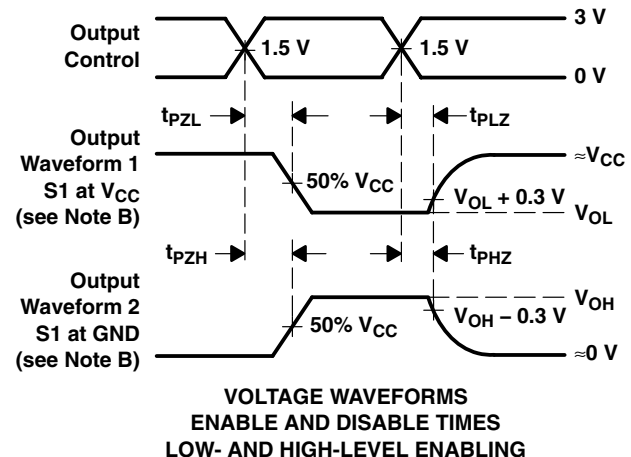 Output
Control
1.5 V
1.5 V
3 V
0 V
tPZL
tPLZ
Output
Waveform 1
S1 at VCC
(see Note B)
50% VCC
≈VCC
VOL + 0.3 V
VOL
tPZH
tPHZ
Output
Waveform 2
S1 at GND
(see Note B)
50% VCC
VOH
VOH – 0.3 V
≈0 V
VOLTAGE WAVEFORMS
ENABLE AND DISABLE TIMES
LOW- AND HIGH-LEVEL ENABLING